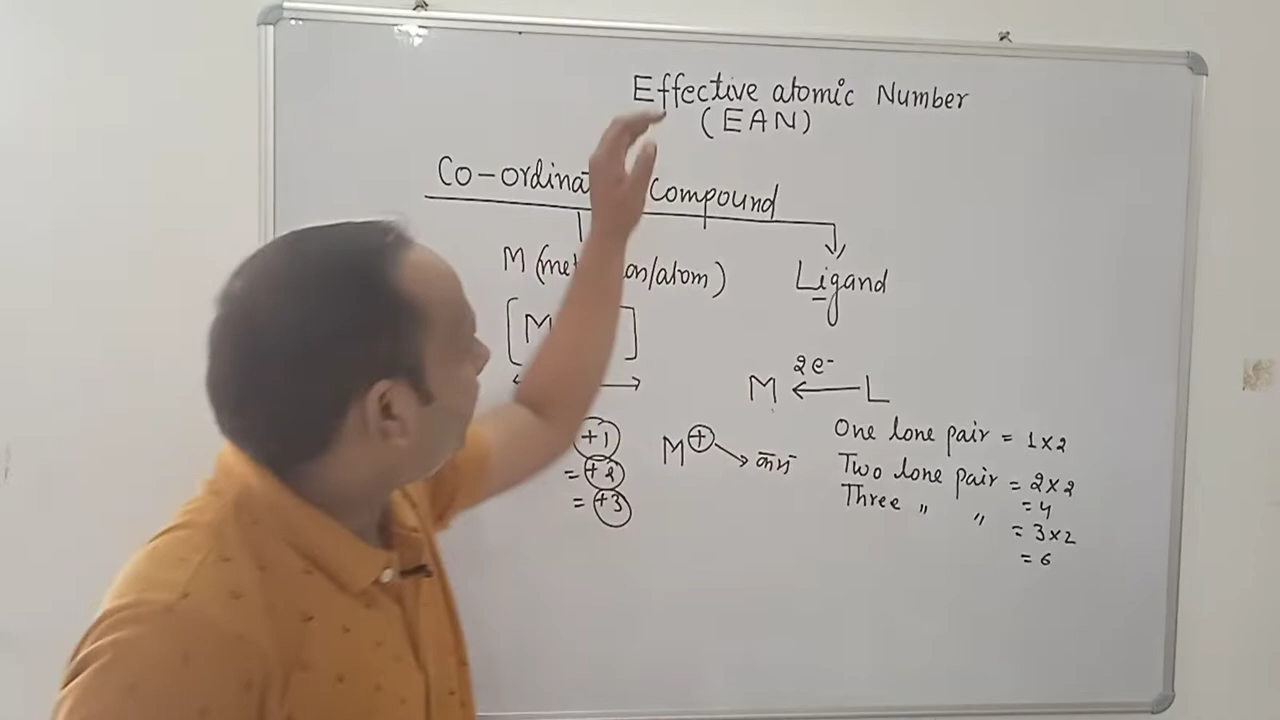 Effective atomic Number
(EAN)
Co-ordinat Compound
M (met on/atom) Ligand
[M ]
M ←2e⁻ L
+1
= +2
= +3
M⊕ → कम
One lone pair = 1×2
Two lone pair = 2×2
= 4
Three " " = 3×2
= 6